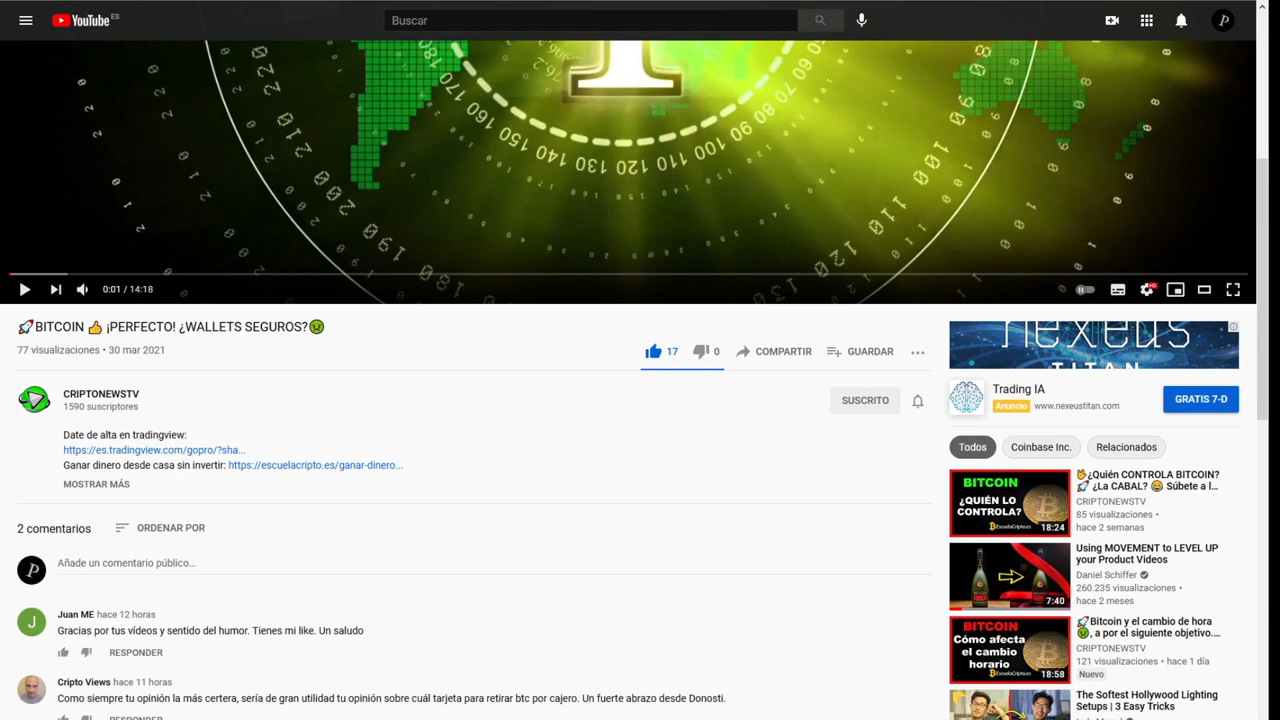 YouTube ES
Buscar
0:01 / 14:18
🚀BITCOIN 👍 ¡PERFECTO! ¿WALLETS SEGUROS?🤢
77 visualizaciones • 30 mar 2021
17
0
COMPARTIR
GUARDAR
CRIPTONEWSTV
1590 suscriptores
SUSCRITO
Date de alta en tradingview:
https://es.tradingview.com/gopro/?sha...
Ganar dinero desde casa sin invertir: https://escuelacripto.es/ganar-dinero...
MOSTRAR MÁS
2 comentarios
ORDENAR POR
Añade un comentario público...
Juan ME hace 12 horas
Gracias por tus vídeos y sentido del humor. Tienes mi like. Un saludo
RESPONDER
Cripto Views hace 11 horas
Como siempre tu opinión la más certera, sería de gran utilidad tu opinión sobre cuál tarjeta para retirar btc por cajero. Un fuerte abrazo desde Donosti.
RESPONDER
nexeus
TITAN
Trading IA
Anuncio www.nexeustitan.com
GRATIS 7-D
Todos
Coinbase Inc.
Relacionados
BITCOIN
¿QUIÉN LO
CONTROLA?
EscuelaCripto.es
18:24
¿Quién CONTROLA BITCOIN?
🚀 ¿La CABAL? 😂 Súbete a l...
CRIPTONEWSTV
85 visualizaciones •
hace 2 semanas
7:40
Using MOVEMENT to LEVEL UP
your Product Videos
Daniel Schiffer
260.235 visualizaciones •
hace 2 meses
BITCOIN
Cómo afecta
el cambio
horario
18:58
🚀Bitcoin y el cambio de hora
🤢, a por el siguiente objetivo....
CRIPTONEWSTV
121 visualizaciones • hace 1 día
Nuevo
The Softest Hollywood Lighting
Setups | 3 Easy Tricks